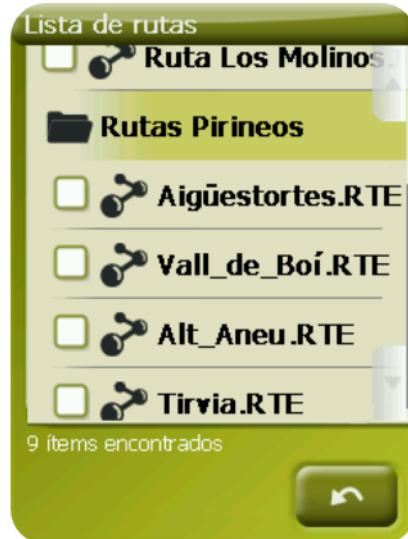 Lista de rutas
Ruta Los Molinos.
Rutas Pirineos
Aigüestortes.RTE
Vall_de_Boí.RTE
Alt_Aneu.RTE
Tirvia.RTE
9 ítems encontrados